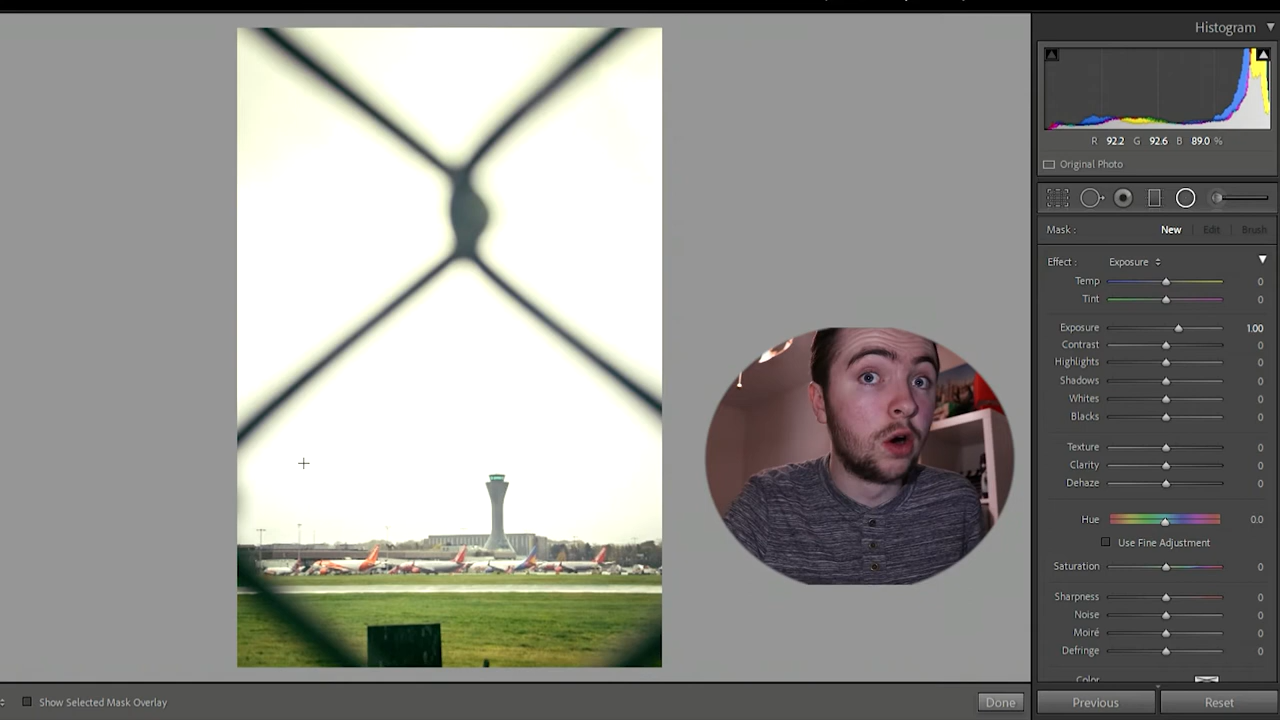 Histogram
R 92.2 G 92.6 B 89.0 %
Original Photo
Mask : New Edit Brush
Effect : Exposure
Temp 0
Tint 0
Exposure 1.00
Contrast 0
Highlights 0
Shadows 0
Whites 0
Blacks 0
Texture 0
Clarity 0
Dehaze 0
Hue 0.0
Use Fine Adjustment
Saturation 0
Sharpness 0
Noise 0
Moiré 0
Defringe 0
Color
Show Selected Mask Overlay Done Previous Reset